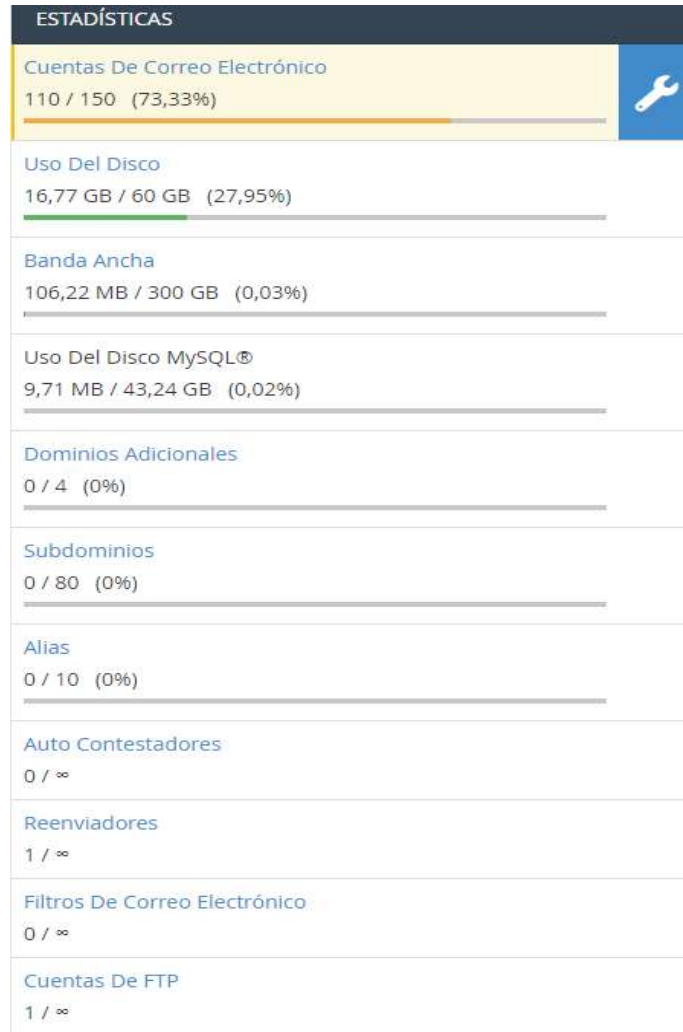 ESTADÍSTICAS
Cuentas De Correo Electrónico
110 / 150 (73,33%)
Uso Del Disco
16,77 GB / 60 GB (27,95%)
Banda Ancha
106,22 MB / 300 GB (0,03%)
Uso Del Disco MySQL®
9,71 MB / 43,24 GB (0,02%)
Dominios Adicionales
0 / 4 (0%)
Subdominios
0 / 80 (0%)
Alias
0 / 10 (0%)
Auto Contestadores
0 / ∞
Reenviadores
1 / ∞
Filtros De Correo Electrónico
0 / ∞
Cuentas De FTP
1 / ∞